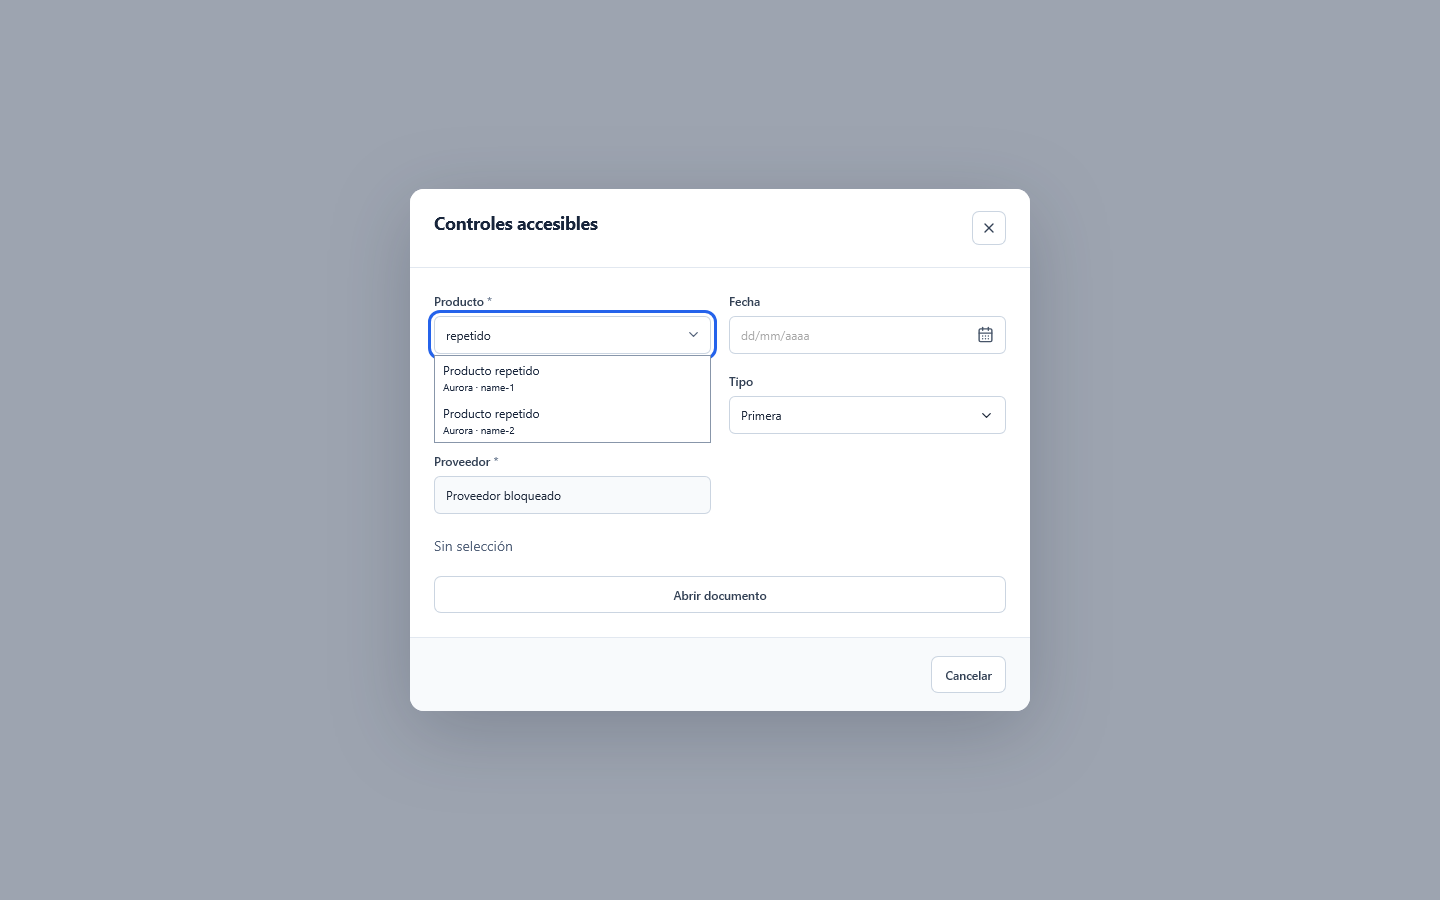 Controles accesibles
Producto *
Fecha
repetido
dd/mm/aaaa
Producto repetido
Aurora · name-1
Producto repetido
Aurora · name-2
Tipo
Primera
Proveedor *
Proveedor bloqueado
Sin selección
Abrir documento
Cancelar